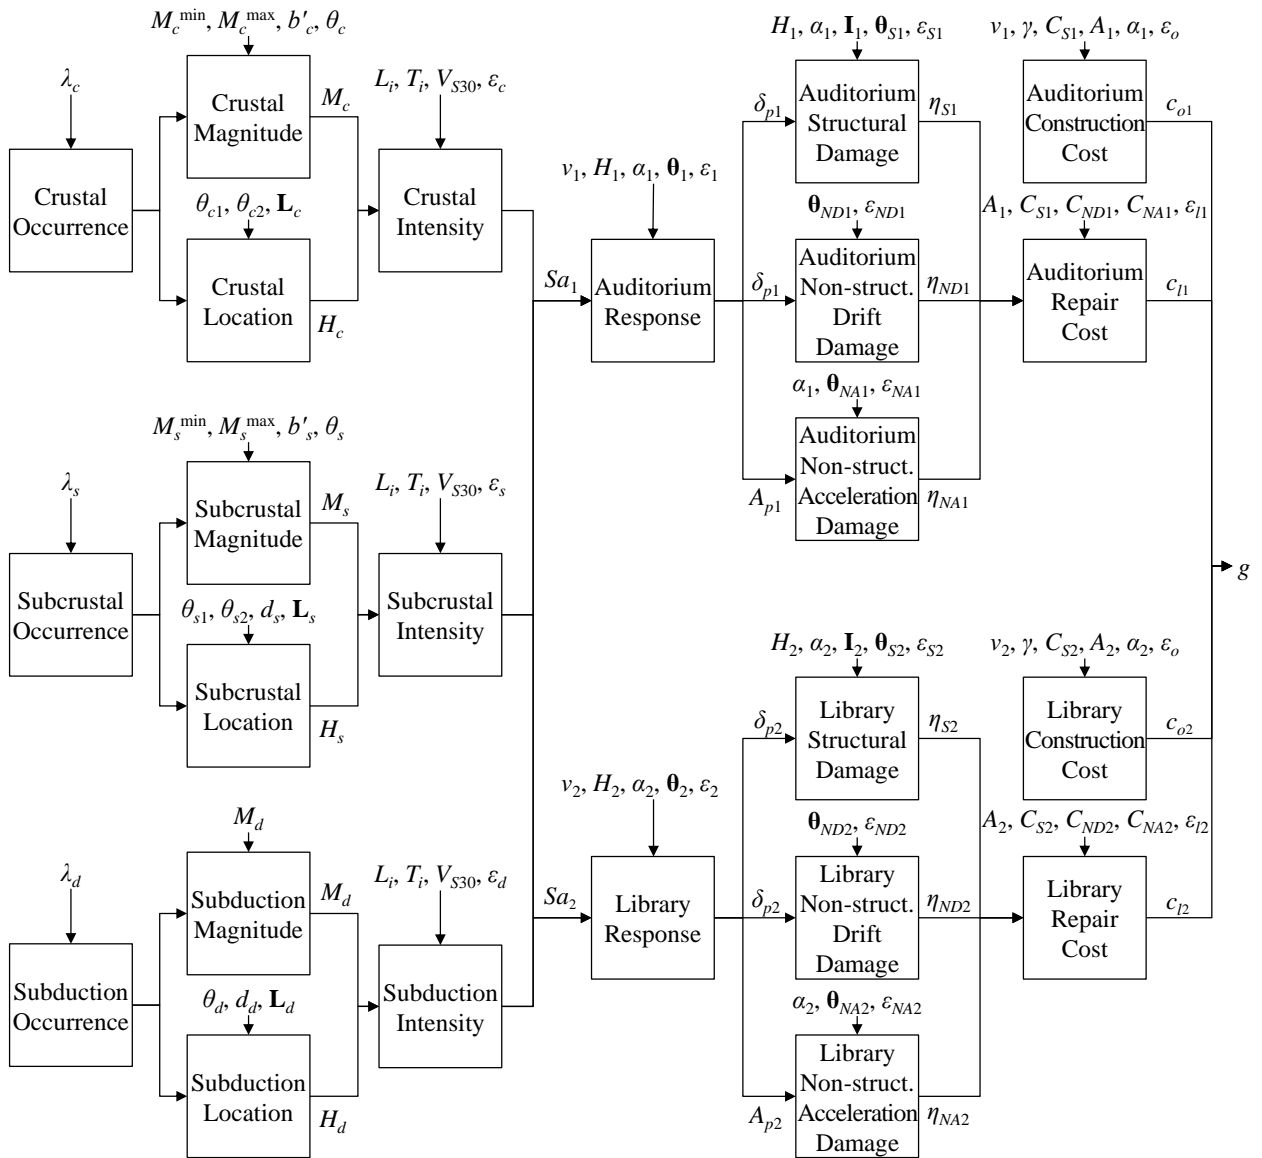 M_c^min, M_c^max, b'_c, θ_c
λ_c
Crustal
Magnitude
M_c
Crustal
Occurrence
θ_c1, θ_c2, L_c
Crustal
Location
H_c
L_i, T_i, V_S30, ε_c
Crustal
Intensity
M_s^min, M_s^max, b'_s, θ_s
λ_s
Subcrustal
Magnitude
M_s
Subcrustal
Occurrence
θ_s1, θ_s2, d_s, L_s
Subcrustal
Location
H_s
L_i, T_i, V_S30, ε_s
Subcrustal
Intensity
M_d
λ_d
Subduction
Magnitude
M_d
Subduction
Occurrence
θ_d, d_d, L_d
Subduction
Location
H_d
L_i, T_i, V_S30, ε_d
Subduction
Intensity
Sa_1
v_1, H_1, α_1, θ_1, ε_1
Auditorium
Response
δ_p1
H_1, α_1, I_1, θ_S1, ε_S1
Auditorium
Structural
Damage
η_S1
δ_p1
θ_ND1, ε_ND1
Auditorium
Non-struct.
Drift
Damage
η_ND1
A_p1
α_1, θ_NA1, ε_NA1
Auditorium
Non-struct.
Acceleration
Damage
η_NA1
v_1, γ, C_S1, A_1, α_1, ε_o
Auditorium
Construction
Cost
c_o1
A_1, C_S1, C_ND1, C_NA1, ε_l1
Auditorium
Repair
Cost
c_l1
g
Sa_2
v_2, H_2, α_2, θ_2, ε_2
Library
Response
δ_p2
H_2, α_2, I_2, θ_S2, ε_S2
Library
Structural
Damage
η_S2
δ_p2
θ_ND2, ε_ND2
Library
Non-struct.
Drift
Damage
η_ND2
A_p2
α_2, θ_NA2, ε_NA2
Library
Non-struct.
Acceleration
Damage
η_NA2
v_2, γ, C_S2, A_2, α_2, ε_o
Library
Construction
Cost
c_o2
A_2, C_S2, C_ND2, C_NA2, ε_l2
Library
Repair
Cost
c_l2